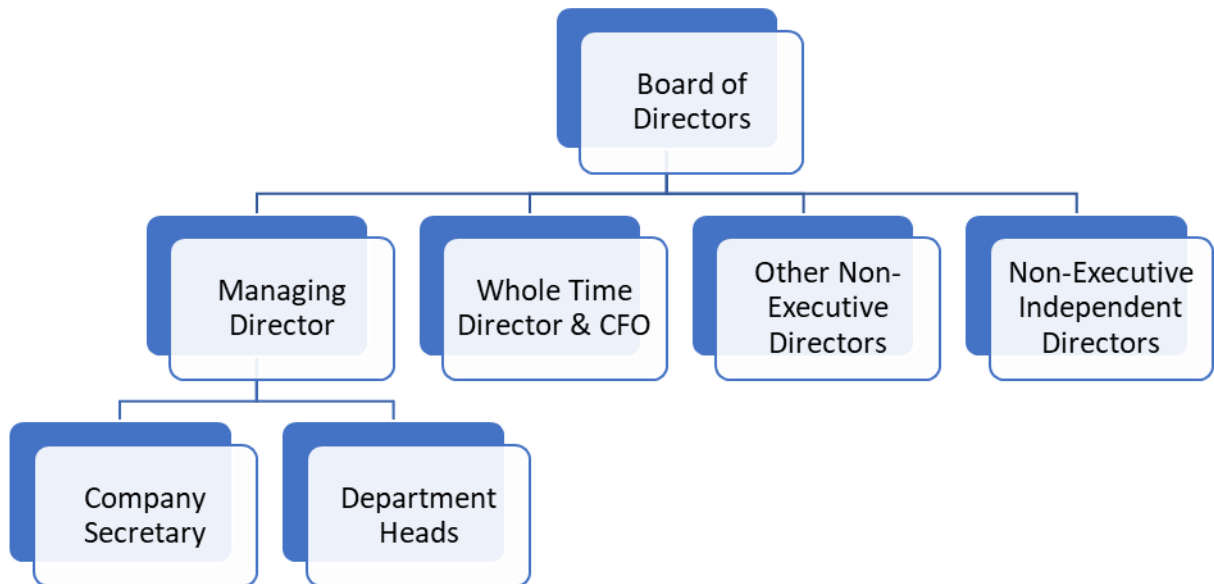 Board of
Directors
Managing
Director
Whole Time
Director & CFO
Other Non-
Executive
Directors
Non-Executive
Independent
Directors
Company
Secretary
Department
Heads